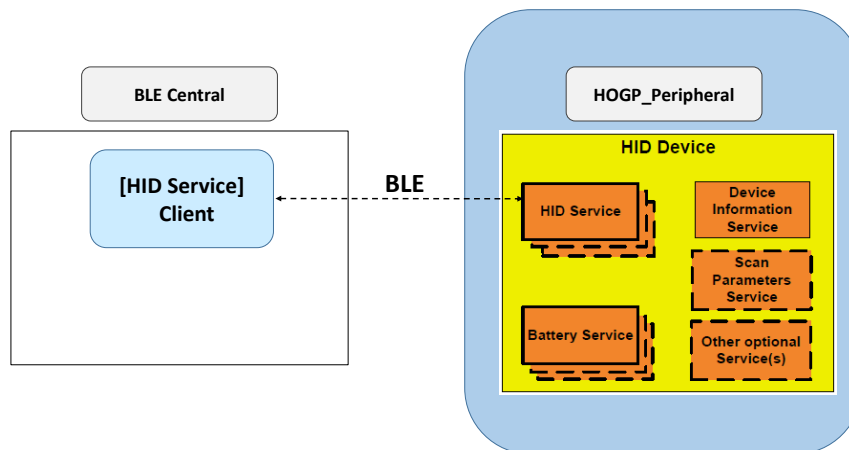 BLE Central
HOGP_Peripheral
[HID Service]
Client
BLE
HID Device
HID Service
Device
Information
Service
Scan
Parameters
Service
Battery Service
Other optional
Service(s)